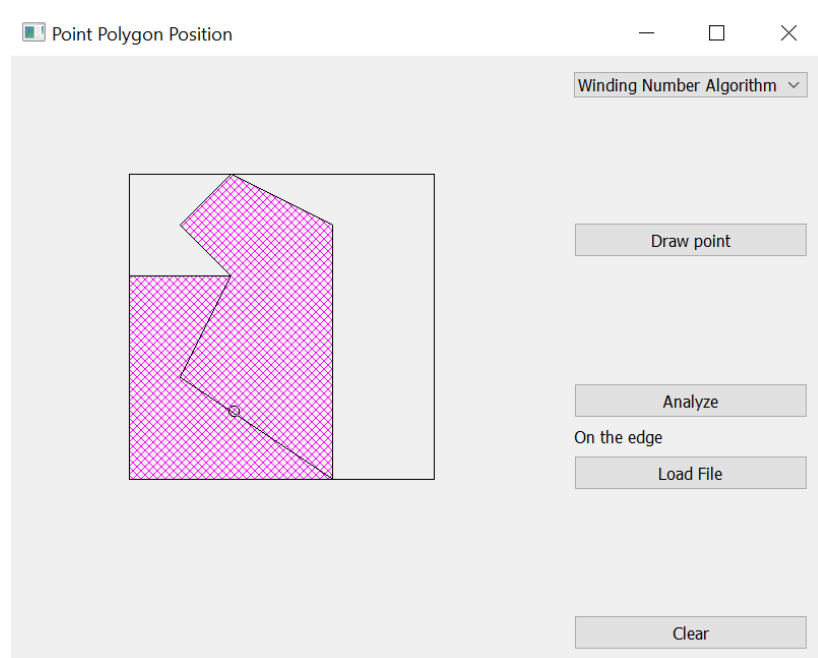 Point Polygon Position
Winding Number Algorithm
Draw point
Analyze
On the edge
Load File
Clear